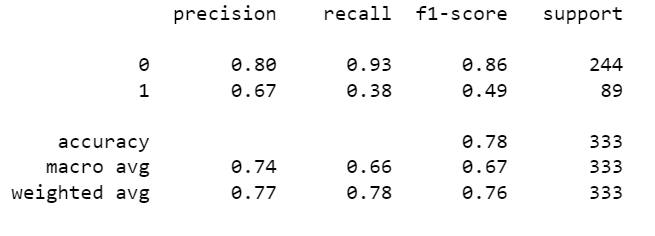 precision recall f1-score support
0 0.80 0.93 0.86 244
1 0.67 0.38 0.49 89
accuracy 0.78 333
macro avg 0.74 0.66 0.67 333
weighted avg 0.77 0.78 0.76 333